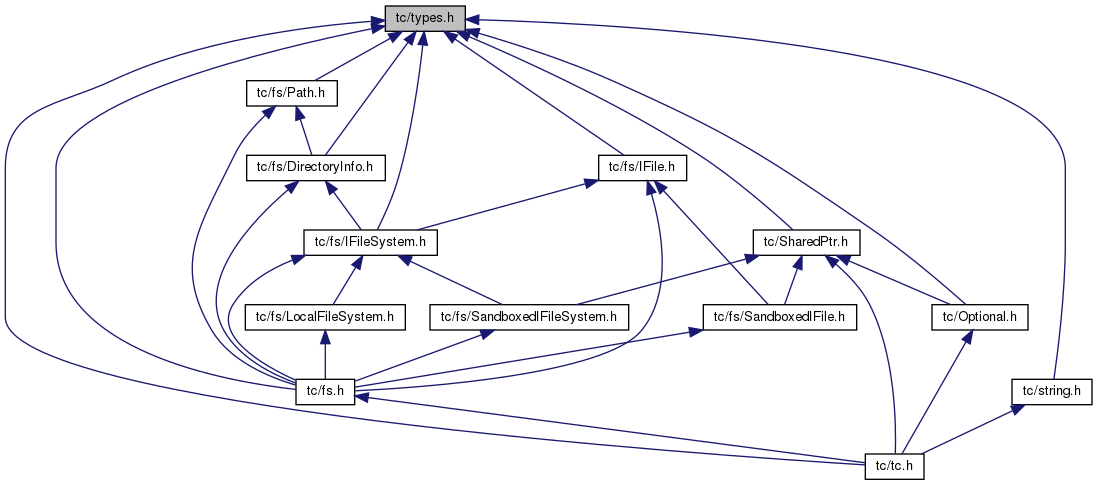 tc/types.h
tc/fs/Path.h
tc/fs/DirectoryInfo.h
tc/fs/IFile.h
tc/fs/IFileSystem.h
tc/SharedPtr.h
tc/fs/LocalFileSystem.h
tc/fs/SandboxedIFileSystem.h
tc/fs/SandboxedIFile.h
tc/Optional.h
tc/fs.h
tc/string.h
tc/tc.h